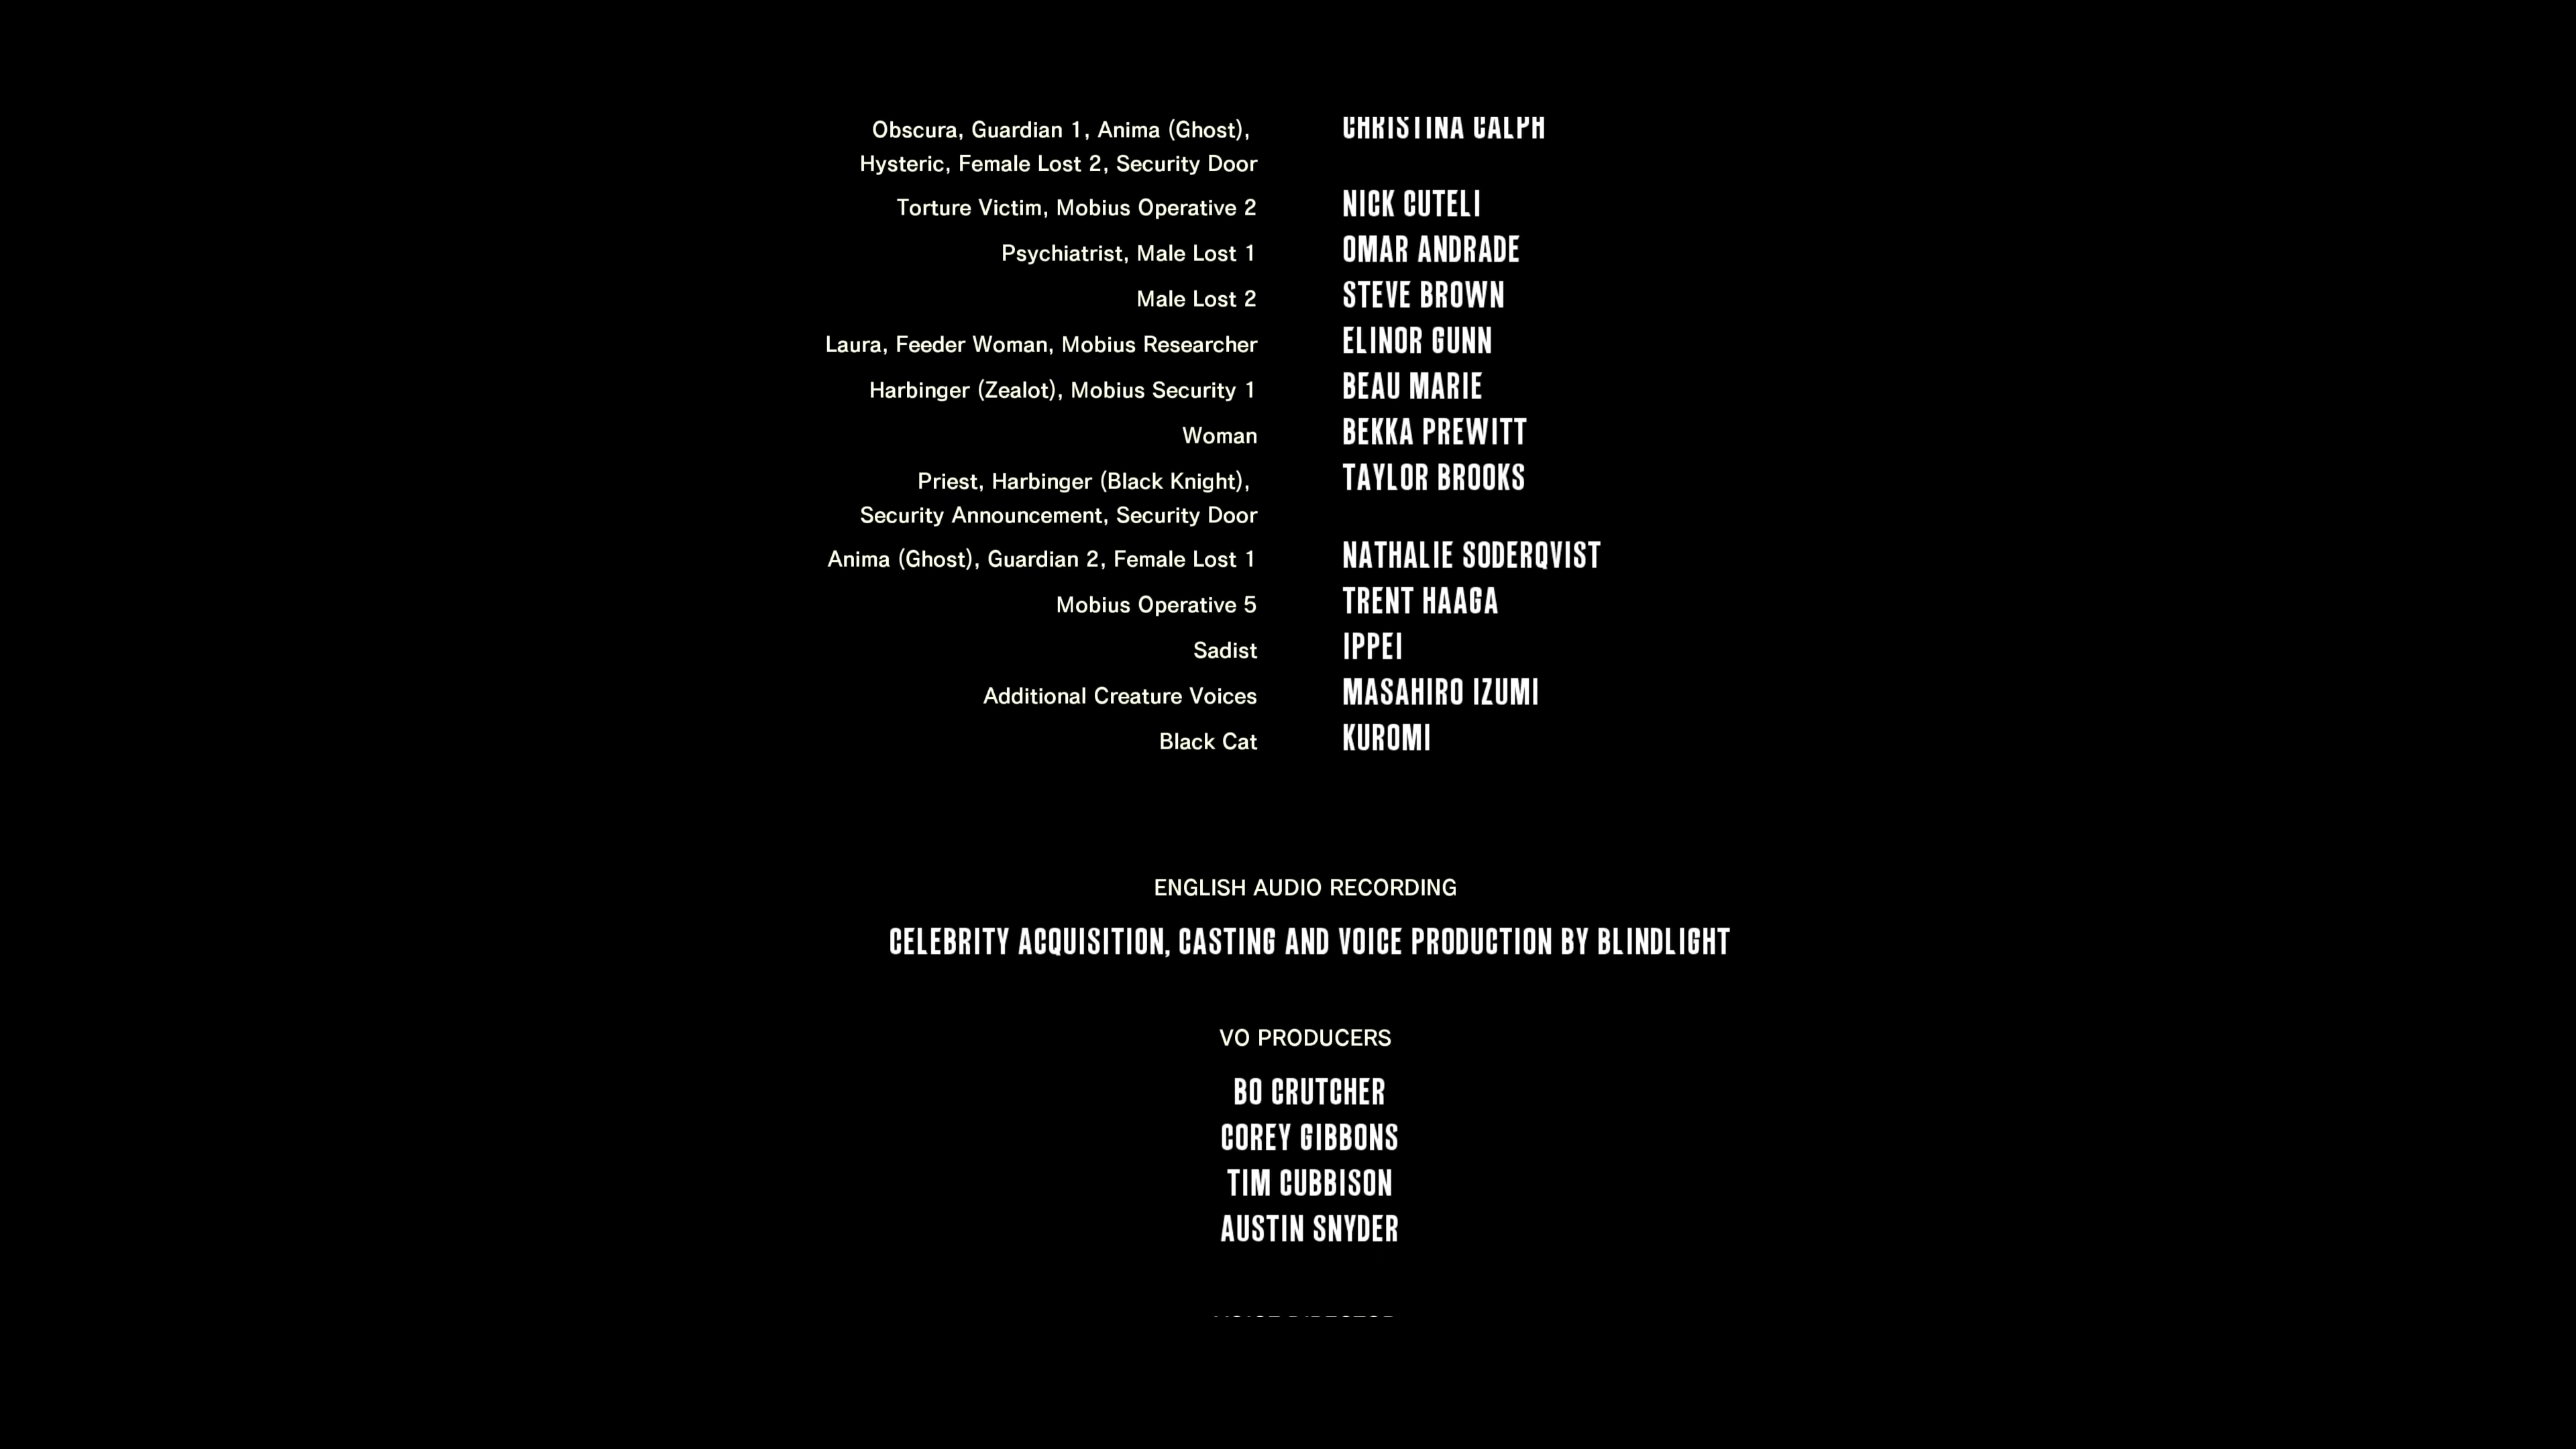 Obscura, Guardian 1, Anima (Ghost), CHRISTINA CALPH
Hysteric, Female Lost 2, Security Door
Torture Victim, Mobius Operative 2 NICK CUTELI
Psychiatrist, Male Lost 1 OMAR ANDRADE
Male Lost 2 STEVE BROWN
Laura, Feeder Woman, Mobius Researcher ELINOR GUNN
Harbinger (Zealot), Mobius Security 1 BEAU MARIE
Woman BEKKA PREWITT
Priest, Harbinger (Black Knight), TAYLOR BROOKS
Security Announcement, Security Door
Anima (Ghost), Guardian 2, Female Lost 1 NATHALIE SODERQVIST
Mobius Operative 5 TRENT HAAGA
Sadist IPPEI
Additional Creature Voices MASAHIRO IZUMI
Black Cat KUROMI
ENGLISH AUDIO RECORDING
CELEBRITY ACQUISITION, CASTING AND VOICE PRODUCTION BY BLINDLIGHT
VO PRODUCERS
BO CRUTCHER
COREY GIBBONS
TIM CUBBISON
AUSTIN SNYDER